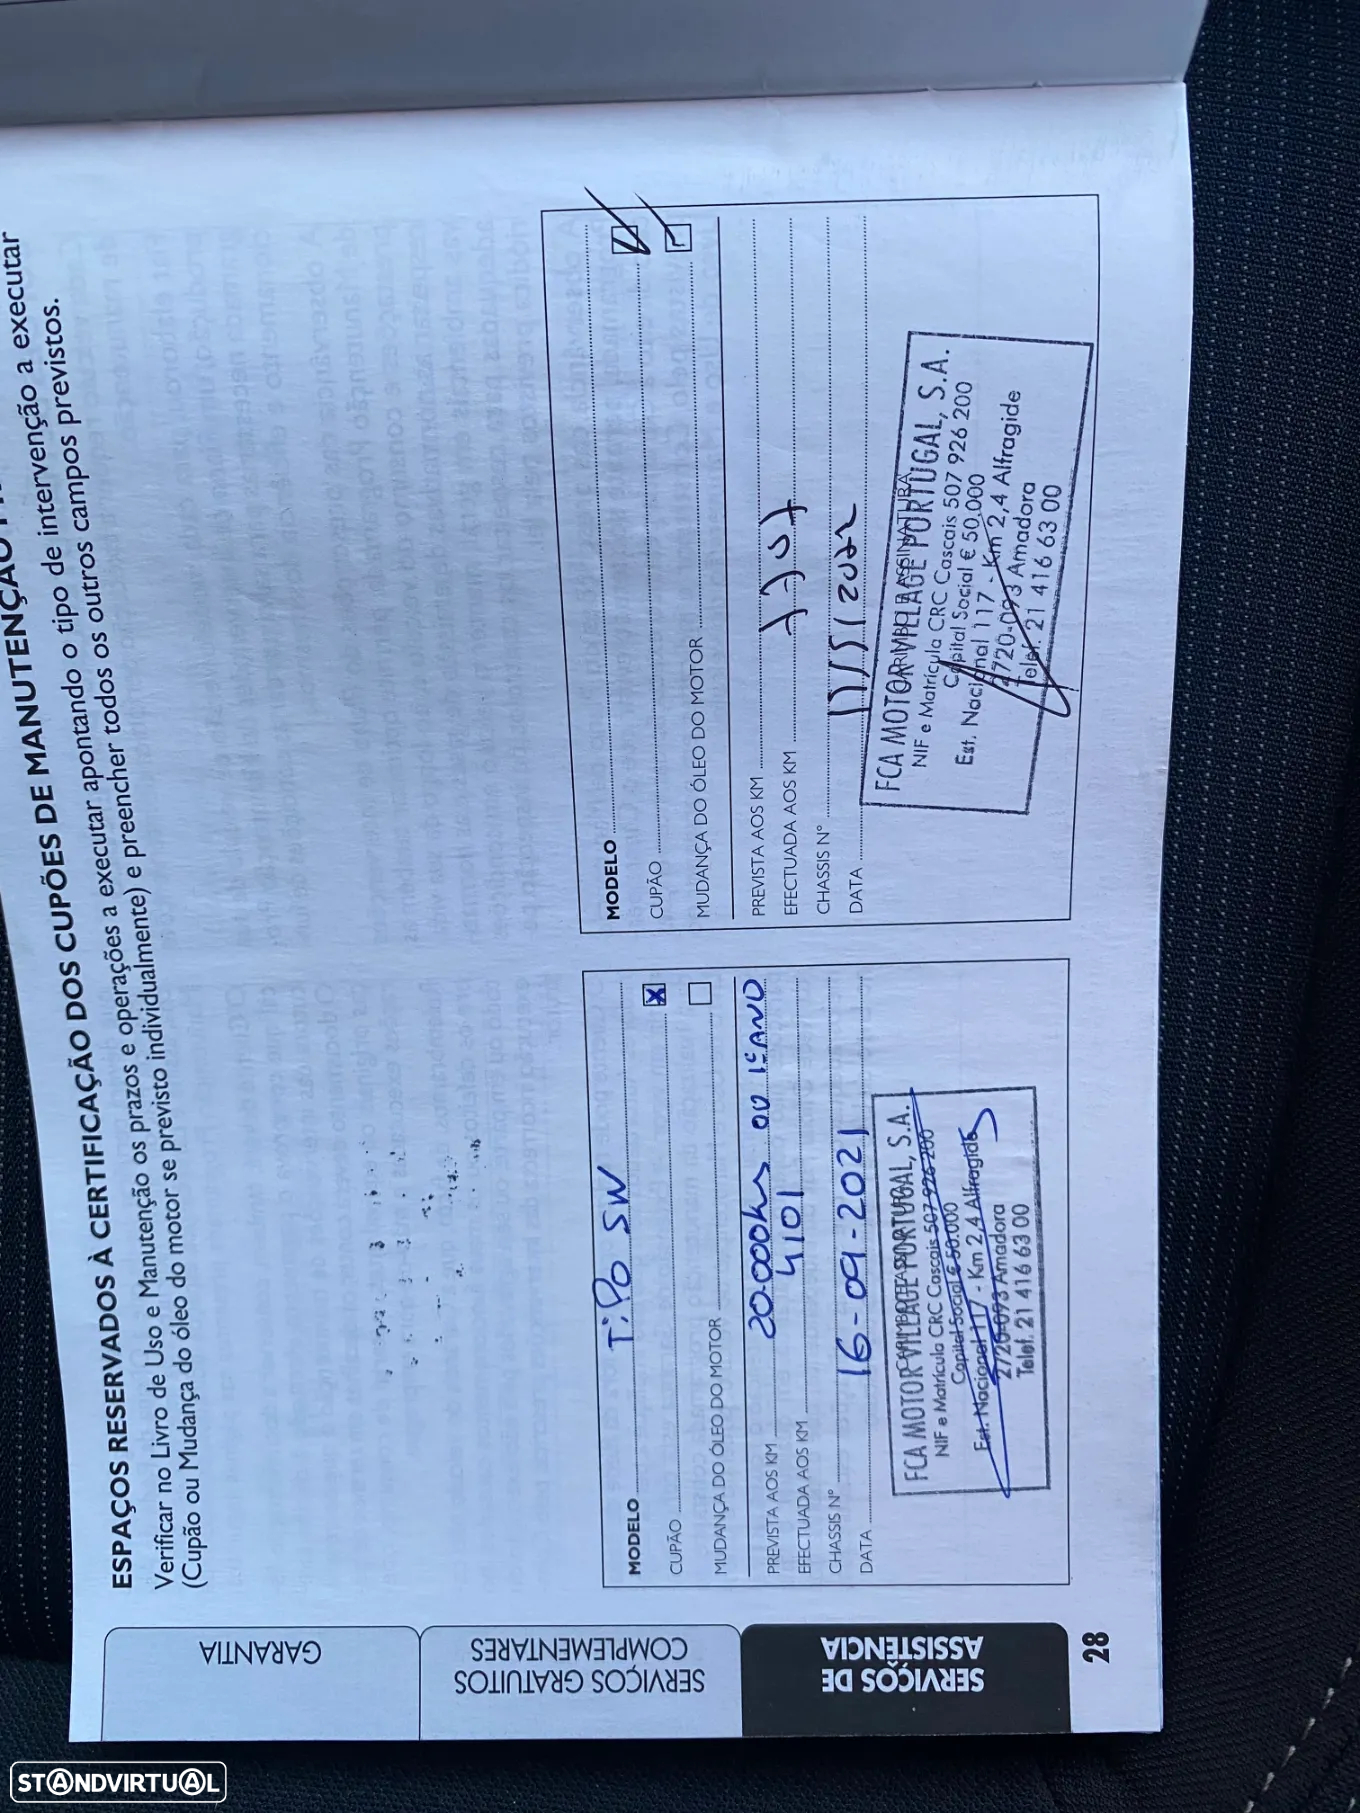 ESPAÇOS RESERVADOS À CERTIFICAÇÃO DOS CUPÕES DE MANUTENÇÃO
Verificar no Livro de Uso e Manutenção os prazos e operações a executar apontando o tipo de intervenção a executar
(Cupão ou Mudança do óleo do motor se previsto individualmente) e preencher todos os outros campos previstos.
GARANTIA
SERVIÇOS GRATUITOS
COMPLEMENTARES
SERVIÇOS DE
ASSISTÊNCIA
MODELO TiPO SW
CUPÃO X
MUDANÇA DO ÓLEO DO MOTOR
PREVISTA AOS KM 20.000km ou 1º ANO
EFECTUADA AOS KM 4101
CHASSIS Nº
DATA 16-09-2021
FCA MOTOR VILLAGE PORTUGAL, S.A.
NIF e Matrícula CRC Cascais 507 926 200
Capital Social € 50.000
Est. Nacional 117 - Km 2,4 Alfragide
2720-093 Amadora
Telef. 21 416 63 00
MODELO
CUPÃO
MUDANÇA DO ÓLEO DO MOTOR
PREVISTA AOS KM
EFECTUADA AOS KM
CHASSIS Nº
DATA
CARIMBO E ASSINATURA
FCA MOTOR VILLAGE PORTUGAL, S.A.
NIF e Matrícula CRC Cascais 507 926 200
Capital Social € 50.000
Est. Nacional 117 - Km 2,4 Alfragide
2720-093 Amadora
Telef. 21 416 63 00
28
STANDVIRTUAL